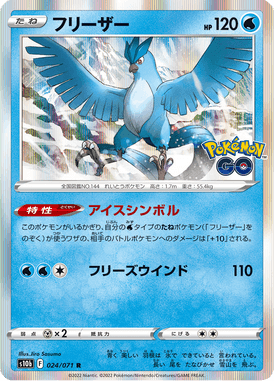 たね フリーザー HP 120
Pokémon GO
全国図鑑NO.144 れいとうポケモン 高さ：1.7m 重さ：55.4kg
特性 アイスシンボル
このポケモンがいるかぎり、自分の水タイプのたねポケモン（「フリーザー」を
のぞく）が使うワザの、相手のバトルポケモンへのダメージは「+10」される。
フリーズウインド 110
弱点 ×2 抵抗力 にげる
Illus. Jiro Sasumo
s10b F 024/071 R
©2022 Pokémon ©2022 Pokémon/Nintendo/Creatures/GAME FREAK.